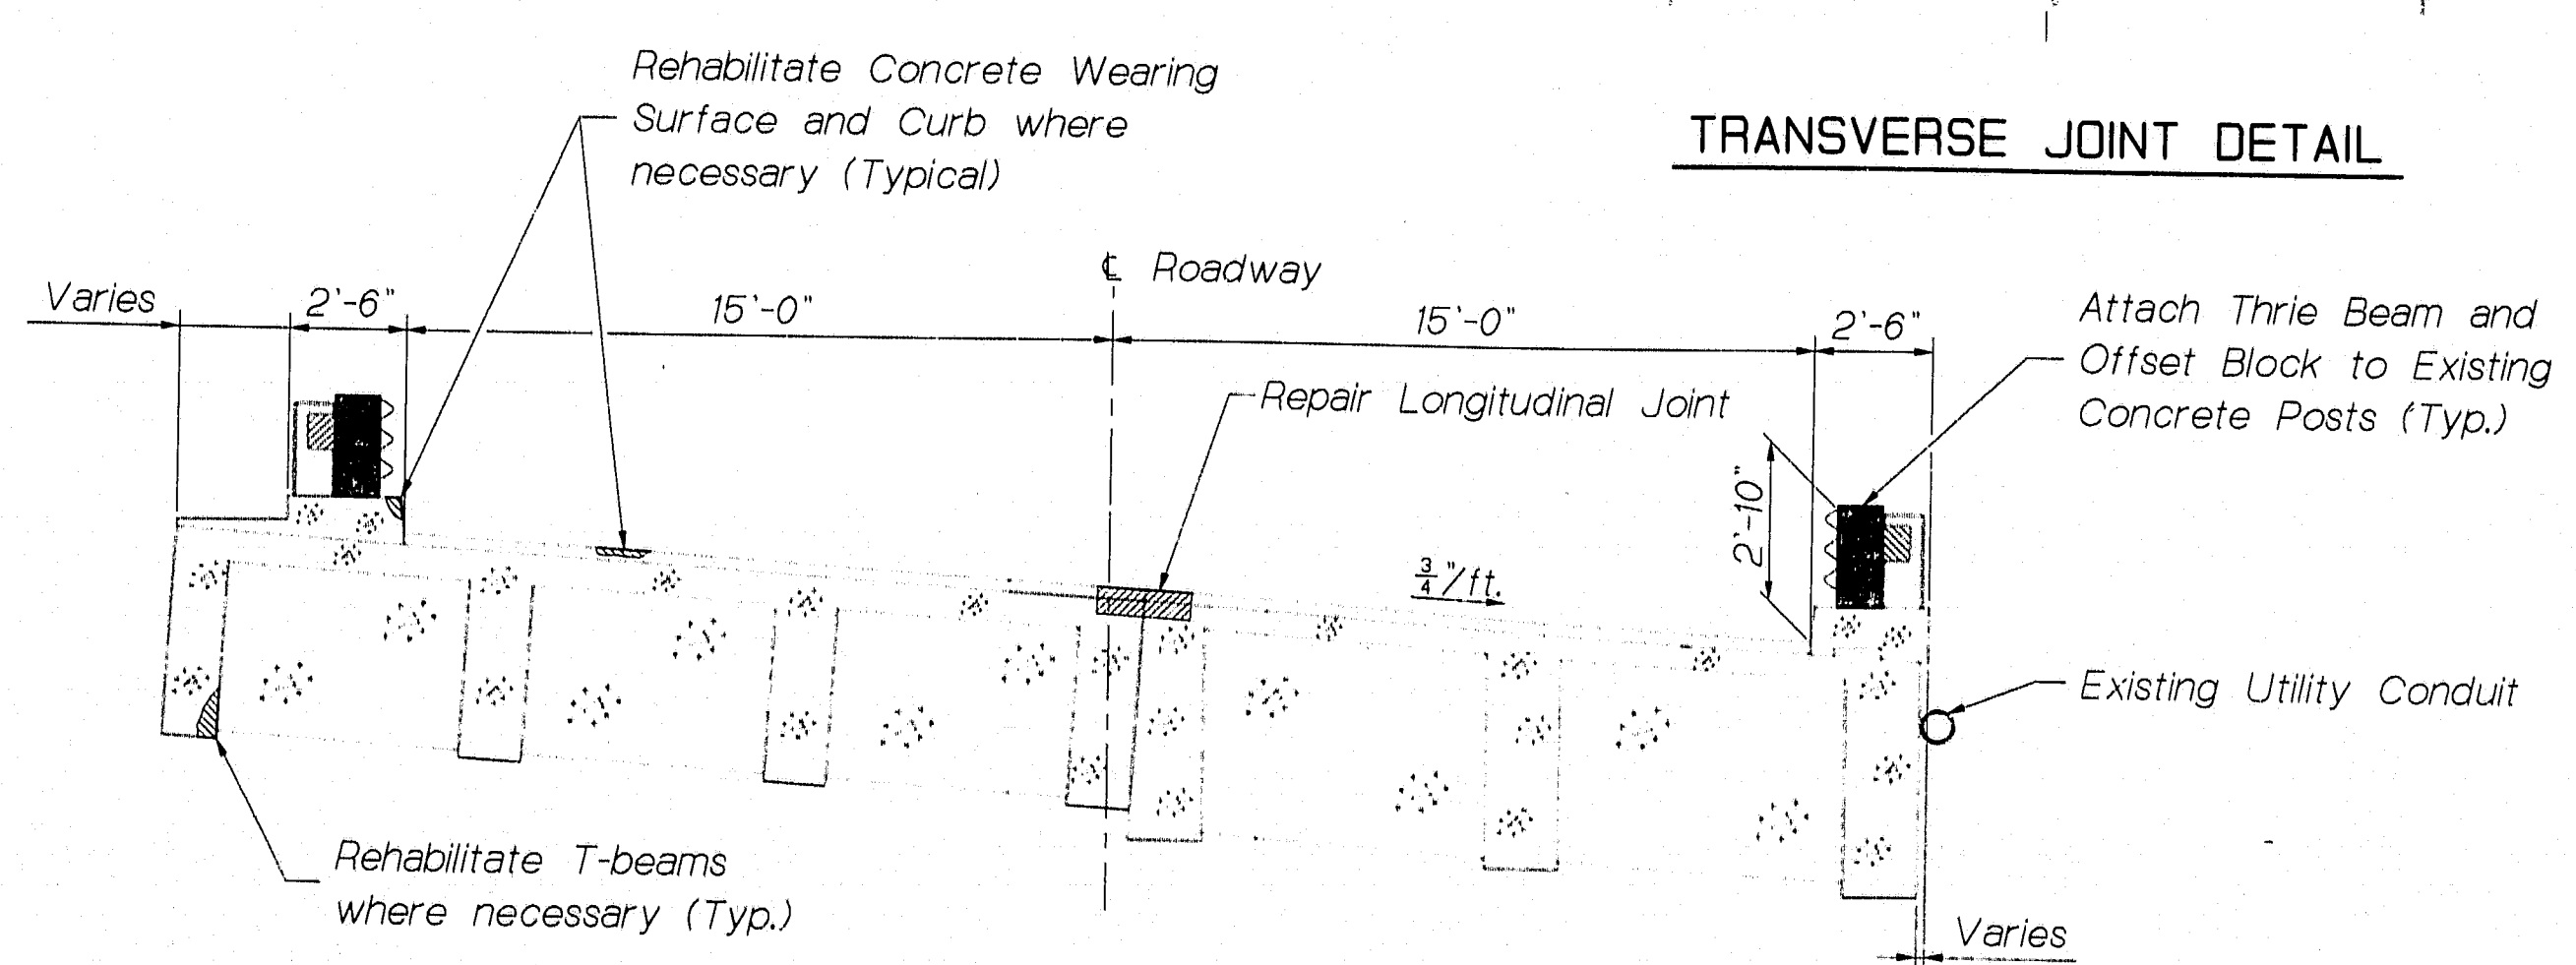 Rehabilitate Concrete Wearing
Surface and Curb where
necessary (Typical)
TRANSVERSE JOINT DETAIL
℄ Roadway
Varies
2'-6"
15'-0"
15'-0"
2'-6"
Attach Thrie Beam and
Offset Block to Existing
Concrete Posts (Typ.)
Repair Longitudinal Joint
2'-10"
3/4"/ft.
Existing Utility Conduit
Rehabilitate T-beams
where necessary (Typ.)
Varies